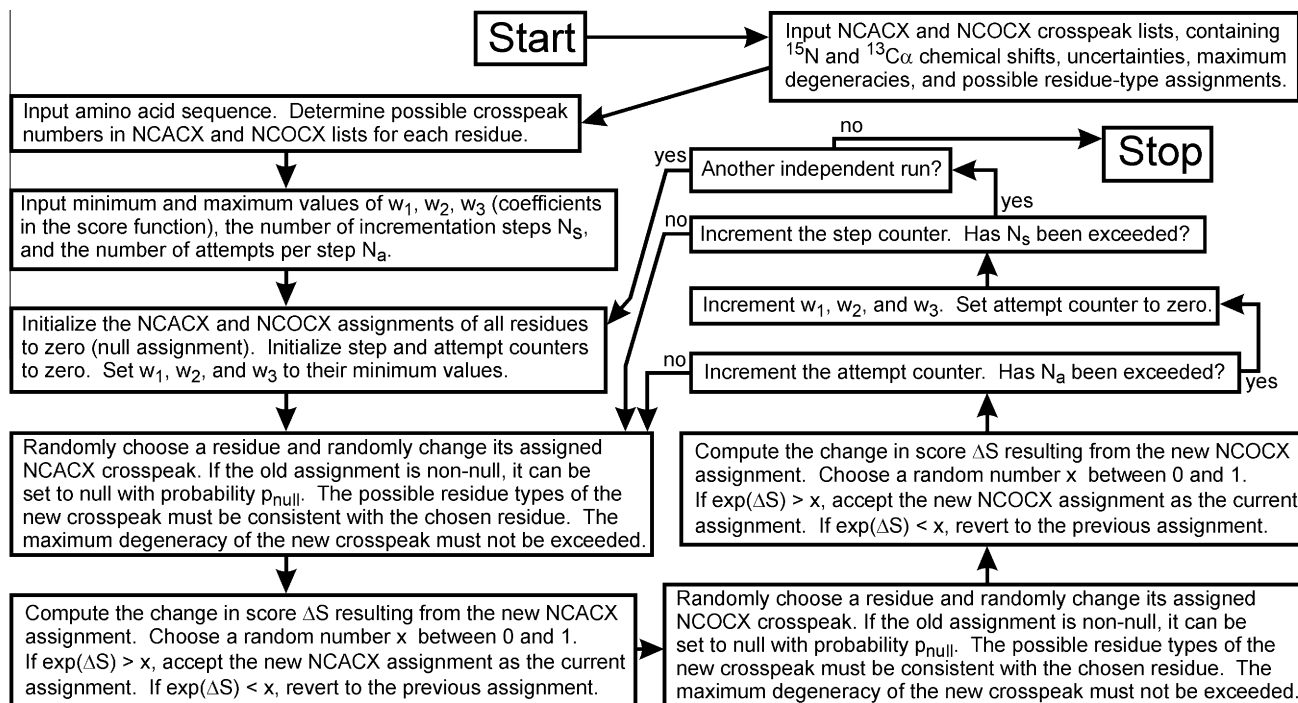 Start
Input NCACX and NCOCX crosspeak lists, containing
¹⁵N and ¹³Cα chemical shifts, uncertainties, maximum
degeneracies, and possible residue-type assignments.
Input amino acid sequence.  Determine possible crosspeak
numbers in NCACX and NCOCX lists for each residue.
Input minimum and maximum values of w₁, w₂, w₃ (coefficients
in the score function), the number of incrementation steps Nₛ,
and the number of attempts per step Nₐ.
Initialize the NCACX and NCOCX assignments of all residues
to zero (null assignment).  Initialize step and attempt counters
to zero.  Set w₁, w₂, and w₃ to their minimum values.
Randomly choose a residue and randomly change its assigned
NCACX crosspeak. If the old assignment is non-null, it can be
set to null with probability pₙᵤₗₗ.  The possible residue types of
the new crosspeak must be consistent with the chosen residue.  The
maximum degeneracy of the new crosspeak must not be exceeded.
Compute the change in score ΔS resulting from the new NCACX
assignment.  Choose a random number x  between 0 and 1.
If exp(ΔS) > x, accept the new NCACX assignment as the current
assignment.  If exp(ΔS) < x, revert to the previous assignment.
Randomly choose a residue and randomly change its assigned
NCOCX crosspeak. If the old assignment is non-null, it can be
set to null with probability pₙᵤₗₗ.  The possible residue types of the
new crosspeak must be consistent with the chosen residue.  The
maximum degeneracy of the new crosspeak must not be exceeded.
Compute the change in score ΔS resulting from the new NCOCX
assignment.  Choose a random number x  between 0 and 1.
If exp(ΔS) > x, accept the new NCOCX assignment as the current
assignment.  If exp(ΔS) < x, revert to the previous assignment.
no
Increment the attempt counter.  Has Nₐ been exceeded?
yes
Increment w₁, w₂, and w₃.  Set attempt counter to zero.
no
Increment the step counter.  Has Nₛ been exceeded?
yes
yes
Another independent run?
no
Stop